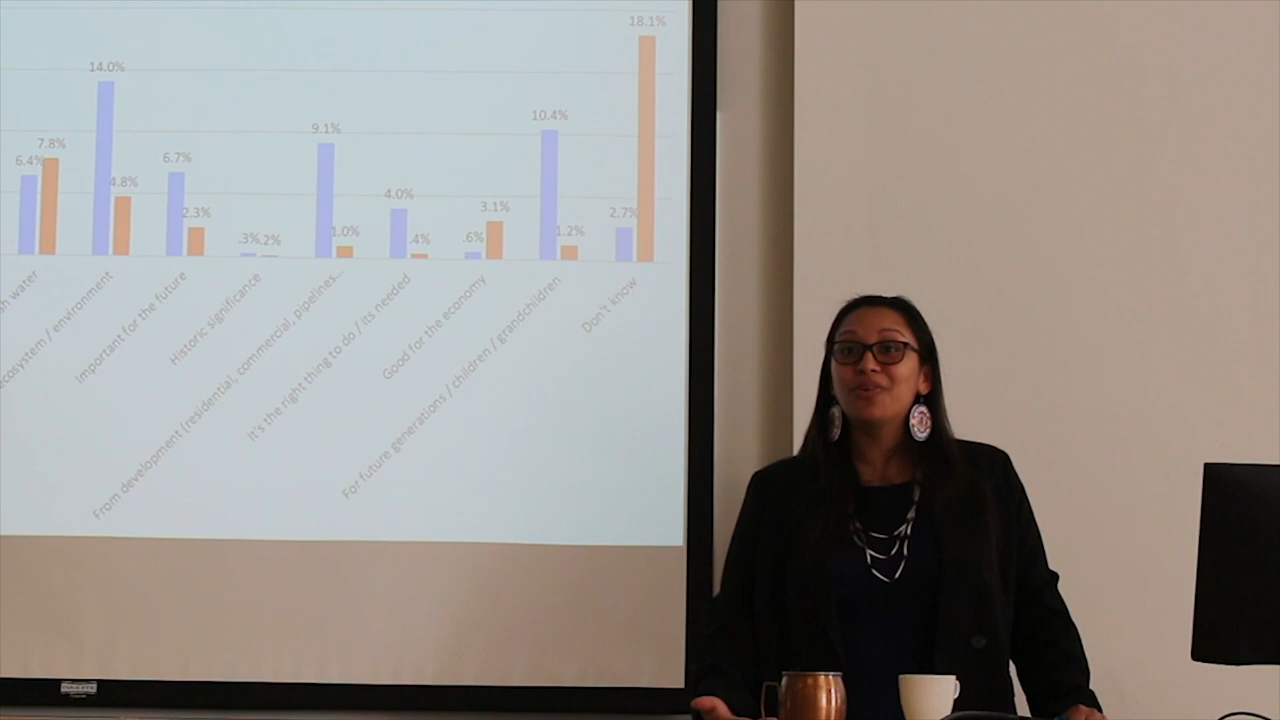 18.1%
14.0%
10.4%
9.1%
7.8%
6.4%
6.7%
4.8%
2.3%
.3%
.2%
1.0%
4.0%
.4%
.6%
3.1%
1.2%
2.7%
water
ecosystem / environment
Important for the future
Historic significance
From development (residential, commercial, pipelines...
It's the right thing to do / its needed
Good for the economy
For future generations / children / grandchildren
Don't know